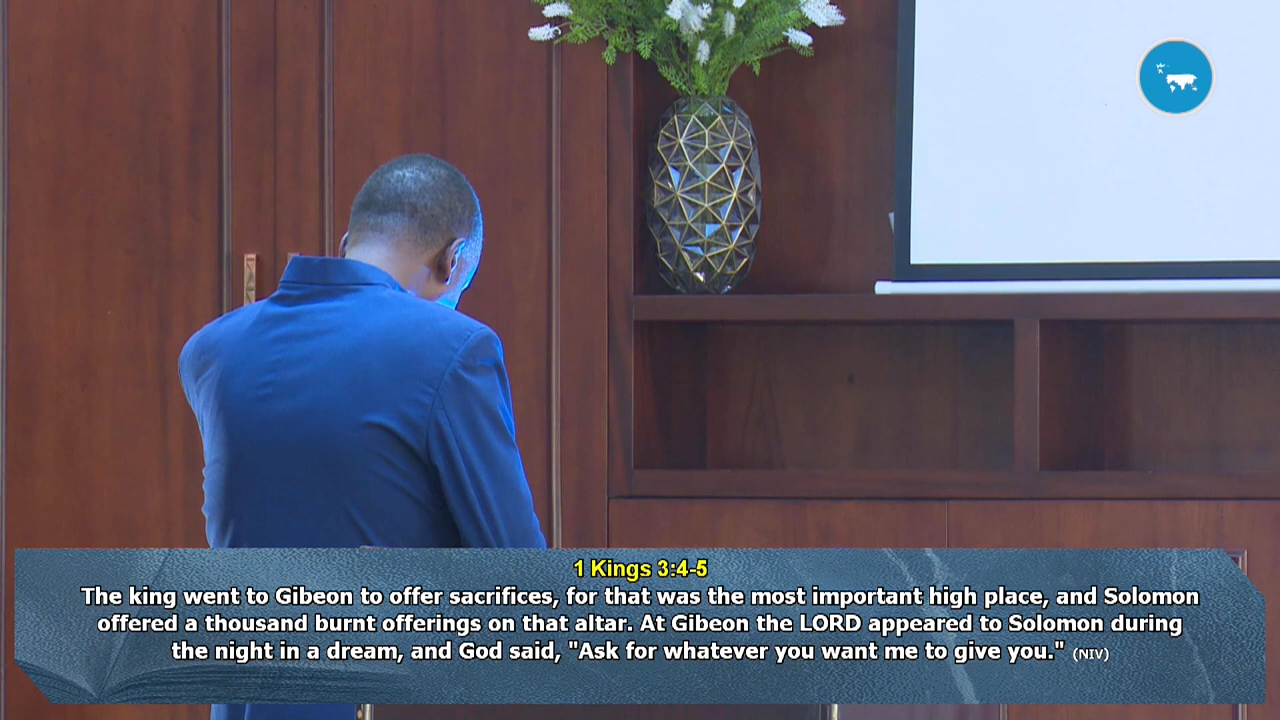 1 Kings 3:4-5
The king went to Gibeon to offer sacrifices, for that was the most important high place, and Solomon
offered a thousand burnt offerings on that altar. At Gibeon the LORD appeared to Solomon during
the night in a dream, and God said, "Ask for whatever you want me to give you." (NIV)